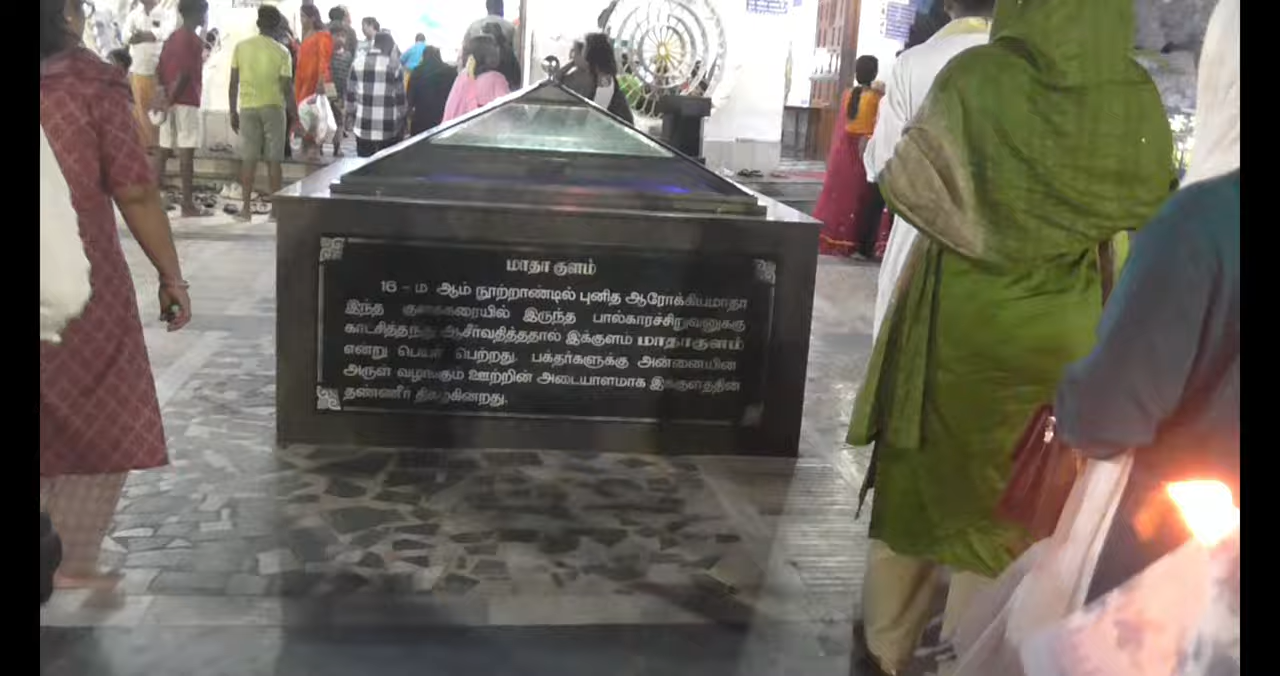 மாதா குளம்
16 - ம ஆம் நூற்றாண்டில் புனித ஆரோக்கியமாதா
இந்த குளக்கரையில் இருந்த பால்காரச்சிறுவனுக்கு
காட்சித்தந்து ஆசீர்வதித்ததால் இக்குளம் மாதாகுளம்
என்று பெயர் பெற்றது. பக்தர்களுக்கு அன்னையின்
அருள் வழங்கும் ஊற்றின் அடையாளமாக இக்குளத்தின்
தண்ணீர் திகழ்கின்றது.